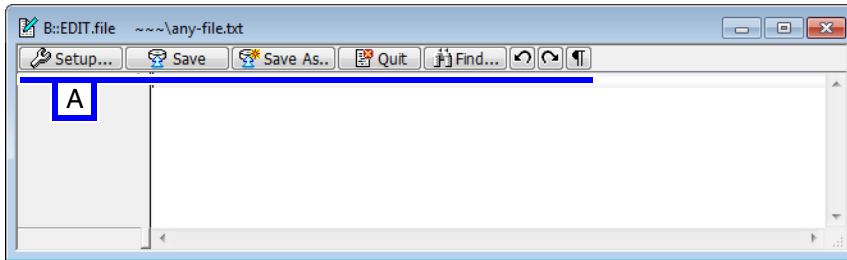 B::EDIT.file ~~~\any-file.txt
Setup... Save Save As.. Quit Find... ¶
A